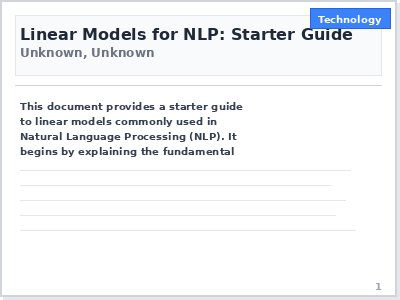 Technology
Linear Models for NLP: Starter Guide
Unknown, Unknown
This document provides a starter guide
to linear models commonly used in
Natural Language Processing (NLP). It
begins by explaining the fundamental
1